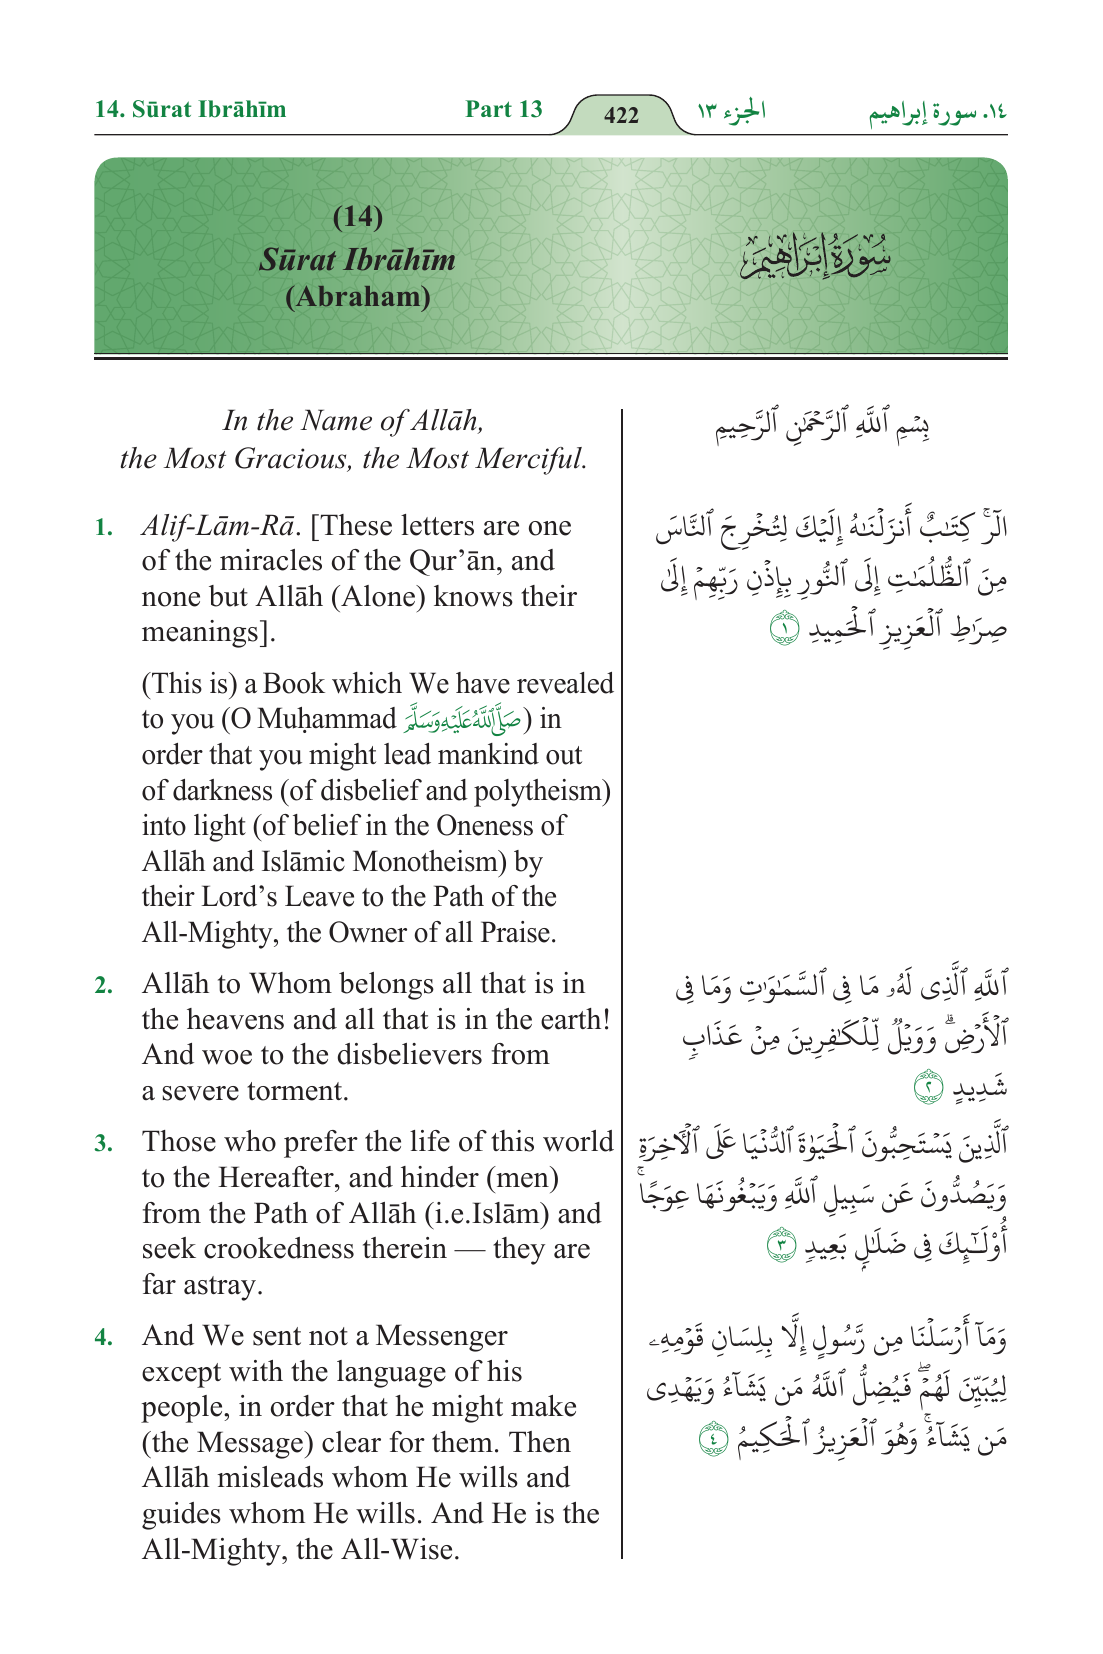 14. Sūrat Ibrāhīm Part 13 422 الجزء ١٣ ١٤. سورة إبراهيم
(14)
Sūrat Ibrāhīm
(Abraham)
سُورَةُ إِبْرَاهِيمَ
In the Name of Allāh,
the Most Gracious, the Most Merciful.
1. Alif-Lām-Rā. [These letters are one
of the miracles of the Qur’ān, and
none but Allāh (Alone) knows their
meanings].
(This is) a Book which We have revealed
to you (O Muḥammad صَلَّى ٱللَّهُ عَلَيْهِ وَسَلَّمَ) in
order that you might lead mankind out
of darkness (of disbelief and polytheism)
into light (of belief in the Oneness of
Allāh and Islāmic Monotheism) by
their Lord’s Leave to the Path of the
All-Mighty, the Owner of all Praise.
2. Allāh to Whom belongs all that is in
the heavens and all that is in the earth!
And woe to the disbelievers from
a severe torment.
3. Those who prefer the life of this world
to the Hereafter, and hinder (men)
from the Path of Allāh (i.e.Islām) and
seek crookedness therein — they are
far astray.
4. And We sent not a Messenger
except with the language of his
people, in order that he might make
(the Message) clear for them. Then
Allāh misleads whom He wills and
guides whom He wills. And He is the
All-Mighty, the All-Wise.
بِسْمِ ٱللَّهِ ٱلرَّحْمَٰنِ ٱلرَّحِيمِ
الٓرۚ كِتَٰبٌ أَنزَلْنَٰهُ إِلَيْكَ لِتُخْرِجَ ٱلنَّاسَ
مِنَ ٱلظُّلُمَٰتِ إِلَى ٱلنُّورِ بِإِذْنِ رَبِّهِمْ إِلَىٰ
صِرَٰطِ ٱلْعَزِيزِ ٱلْحَمِيدِ ١
ٱللَّهِ ٱلَّذِى لَهُۥ مَا فِى ٱلسَّمَٰوَٰتِ وَمَا فِى
ٱلْأَرْضِۗ وَوَيْلٌ لِّلْكَٰفِرِينَ مِنْ عَذَابٍ
شَدِيدٍ ٢
ٱلَّذِينَ يَسْتَحِبُّونَ ٱلْحَيَوٰةَ ٱلدُّنْيَا عَلَى ٱلْءَاخِرَةِ
وَيَصُدُّونَ عَن سَبِيلِ ٱللَّهِ وَيَبْغُونَهَا عِوَجًاۚ
أُو۟لَٰٓئِكَ فِى ضَلَٰلٍۭ بَعِيدٍ ٣
وَمَآ أَرْسَلْنَا مِن رَّسُولٍ إِلَّا بِلِسَانِ قَوْمِهِۦ
لِيُبَيِّنَ لَهُمْۖ فَيُضِلُّ ٱللَّهُ مَن يَشَآءُ وَيَهْدِى
مَن يَشَآءُۚ وَهُوَ ٱلْعَزِيزُ ٱلْحَكِيمُ ٤